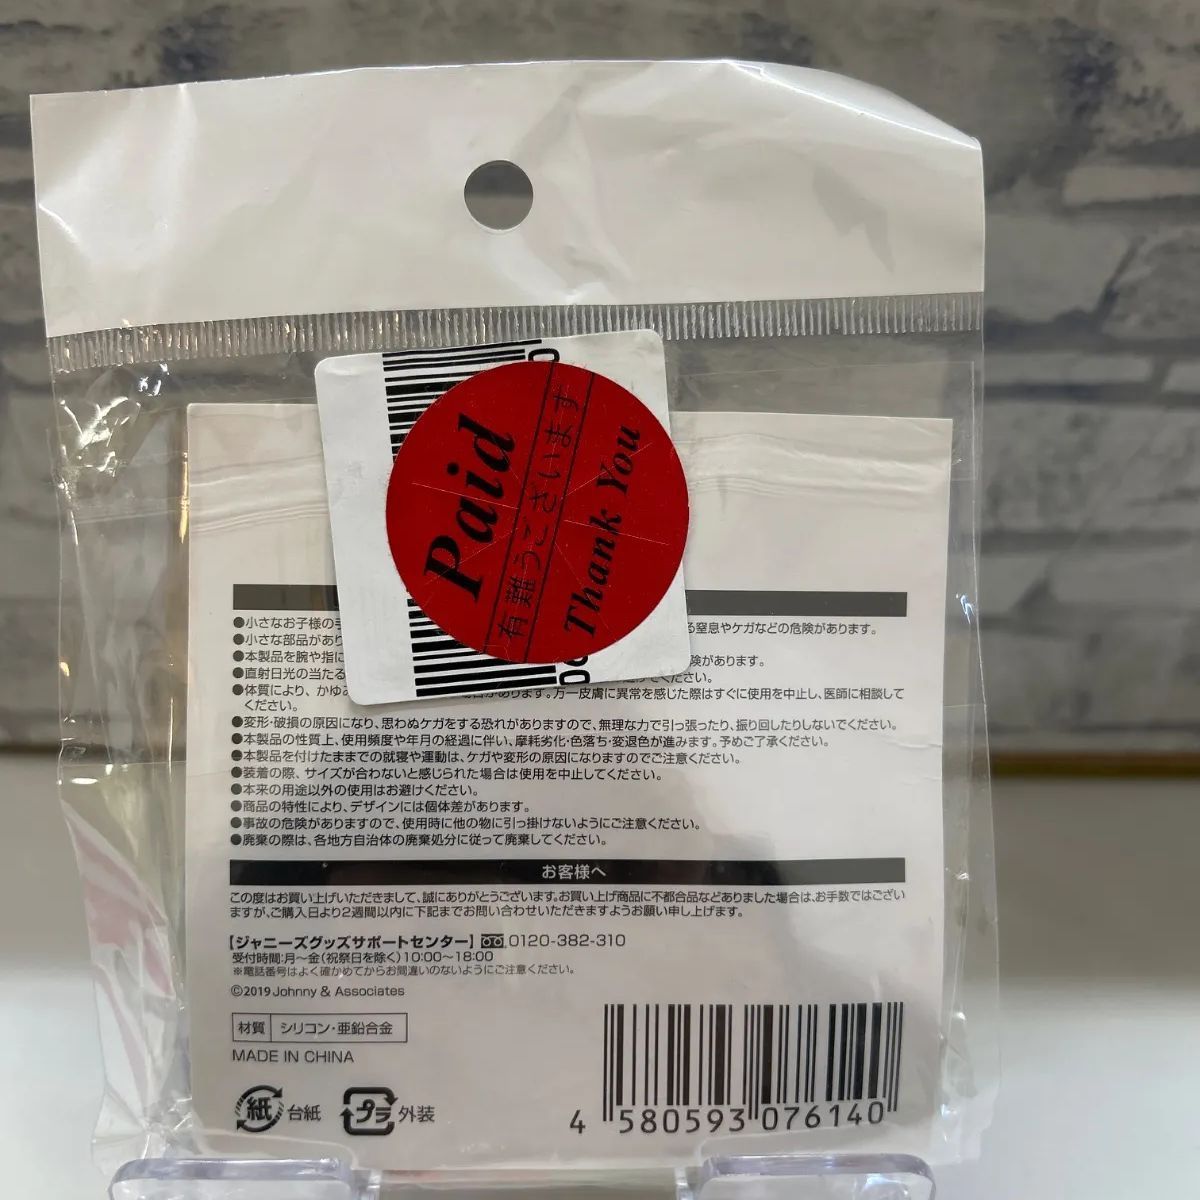 Paid
有難うございます
Thank You
●小さなお子様の手
る窒息やケガなどの危険があります。
●小さな部品があり
●本製品を腕や指に
険があります。
●直射日光の当たる
けてください。
●体質により、かゆみ
場合があります。万一皮膚に異常を感じた際はすぐに使用を中止し、医師に相談して
ください。
●変形・破損の原因になり、思わぬケガをする恐れがありますので、無理な力で引っ張ったり、振り回したりしないでください。
●本製品の性質上、使用頻度や年月の経過に伴い、摩耗劣化・色落ち・変退色が進みます。予めご了承ください。
●本製品を付けたままでの就寝や運動は、ケガや変形の原因になりますのでご注意ください。
●装着の際、サイズが合わないと感じられた場合は使用を中止してください。
●本来の用途以外の使用はお避けください。
●商品の特性により、デザインには個体差があります。
●事故の危険がありますので、使用時に他の物に引っ掛けないようにご注意ください。
●廃棄の際は、各地方自治体の廃棄処分に従って廃棄してください。
お客様へ
この度はお買い上げいただきまして、誠にありがとうございます。お買い上げ商品に不都合品などありました場合は、お手数ではござい
ますが、ご購入日より2週間以内に下記までお問い合わせいただきますようお願い申し上げます。
【ジャニーズグッズサポートセンター】 0120-382-310
受付時間:月～金(祝祭日を除く)10:00～18:00
※電話番号はよく確かめてからお間違いのないようにご注意ください。
©2019 Johnny & Associates
材質 シリコン・亜鉛合金
MADE IN CHINA
紙 台紙 プラ 外装
4 580593 076140